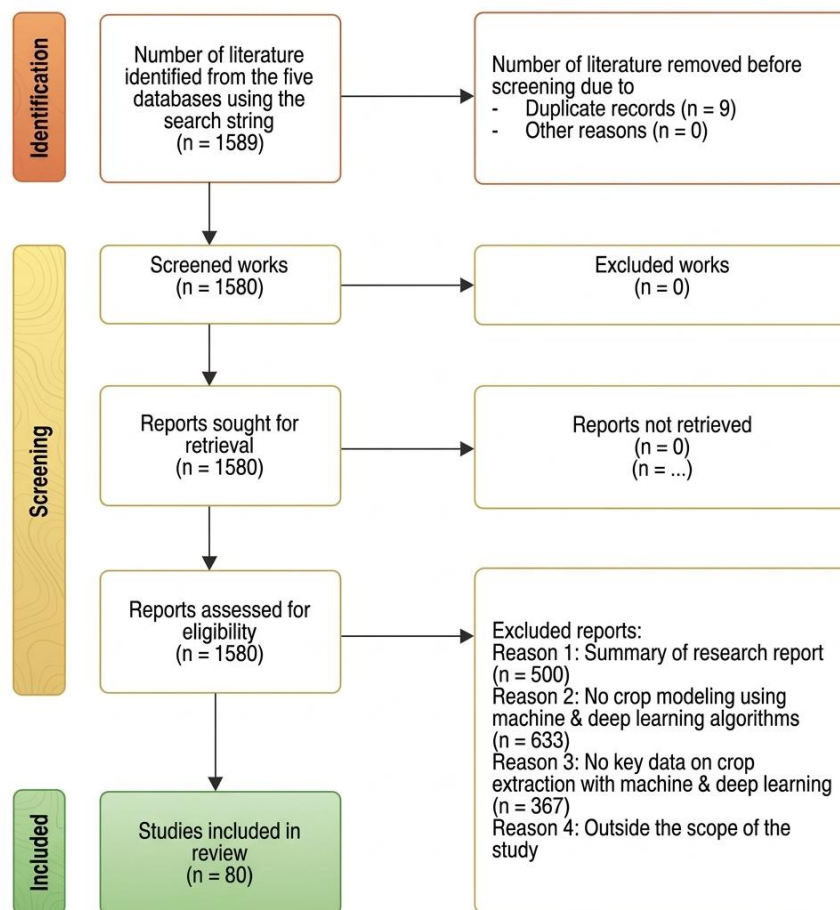 Identification
Number of literature
identified from the five
databases using the
search string
(n = 1589)
Number of literature removed before
screening due to
- Duplicate records (n = 9)
- Other reasons (n = 0)
Screening
Screened works
(n = 1580)
Excluded works
(n = 0)
Reports sought for
retrieval
(n = 1580)
Reports not retrieved
(n = 0)
(n = ...)
Reports assessed for
eligibility
(n = 1580)
Excluded reports:
Reason 1: Summary of research report
(n = 500)
Reason 2: No crop modeling using
machine & deep learning algorithms
(n = 633)
Reason 3: No key data on crop
extraction with machine & deep learning
(n = 367)
Reason 4: Outside the scope of the
study
Included
Studies included in
review
(n = 80)